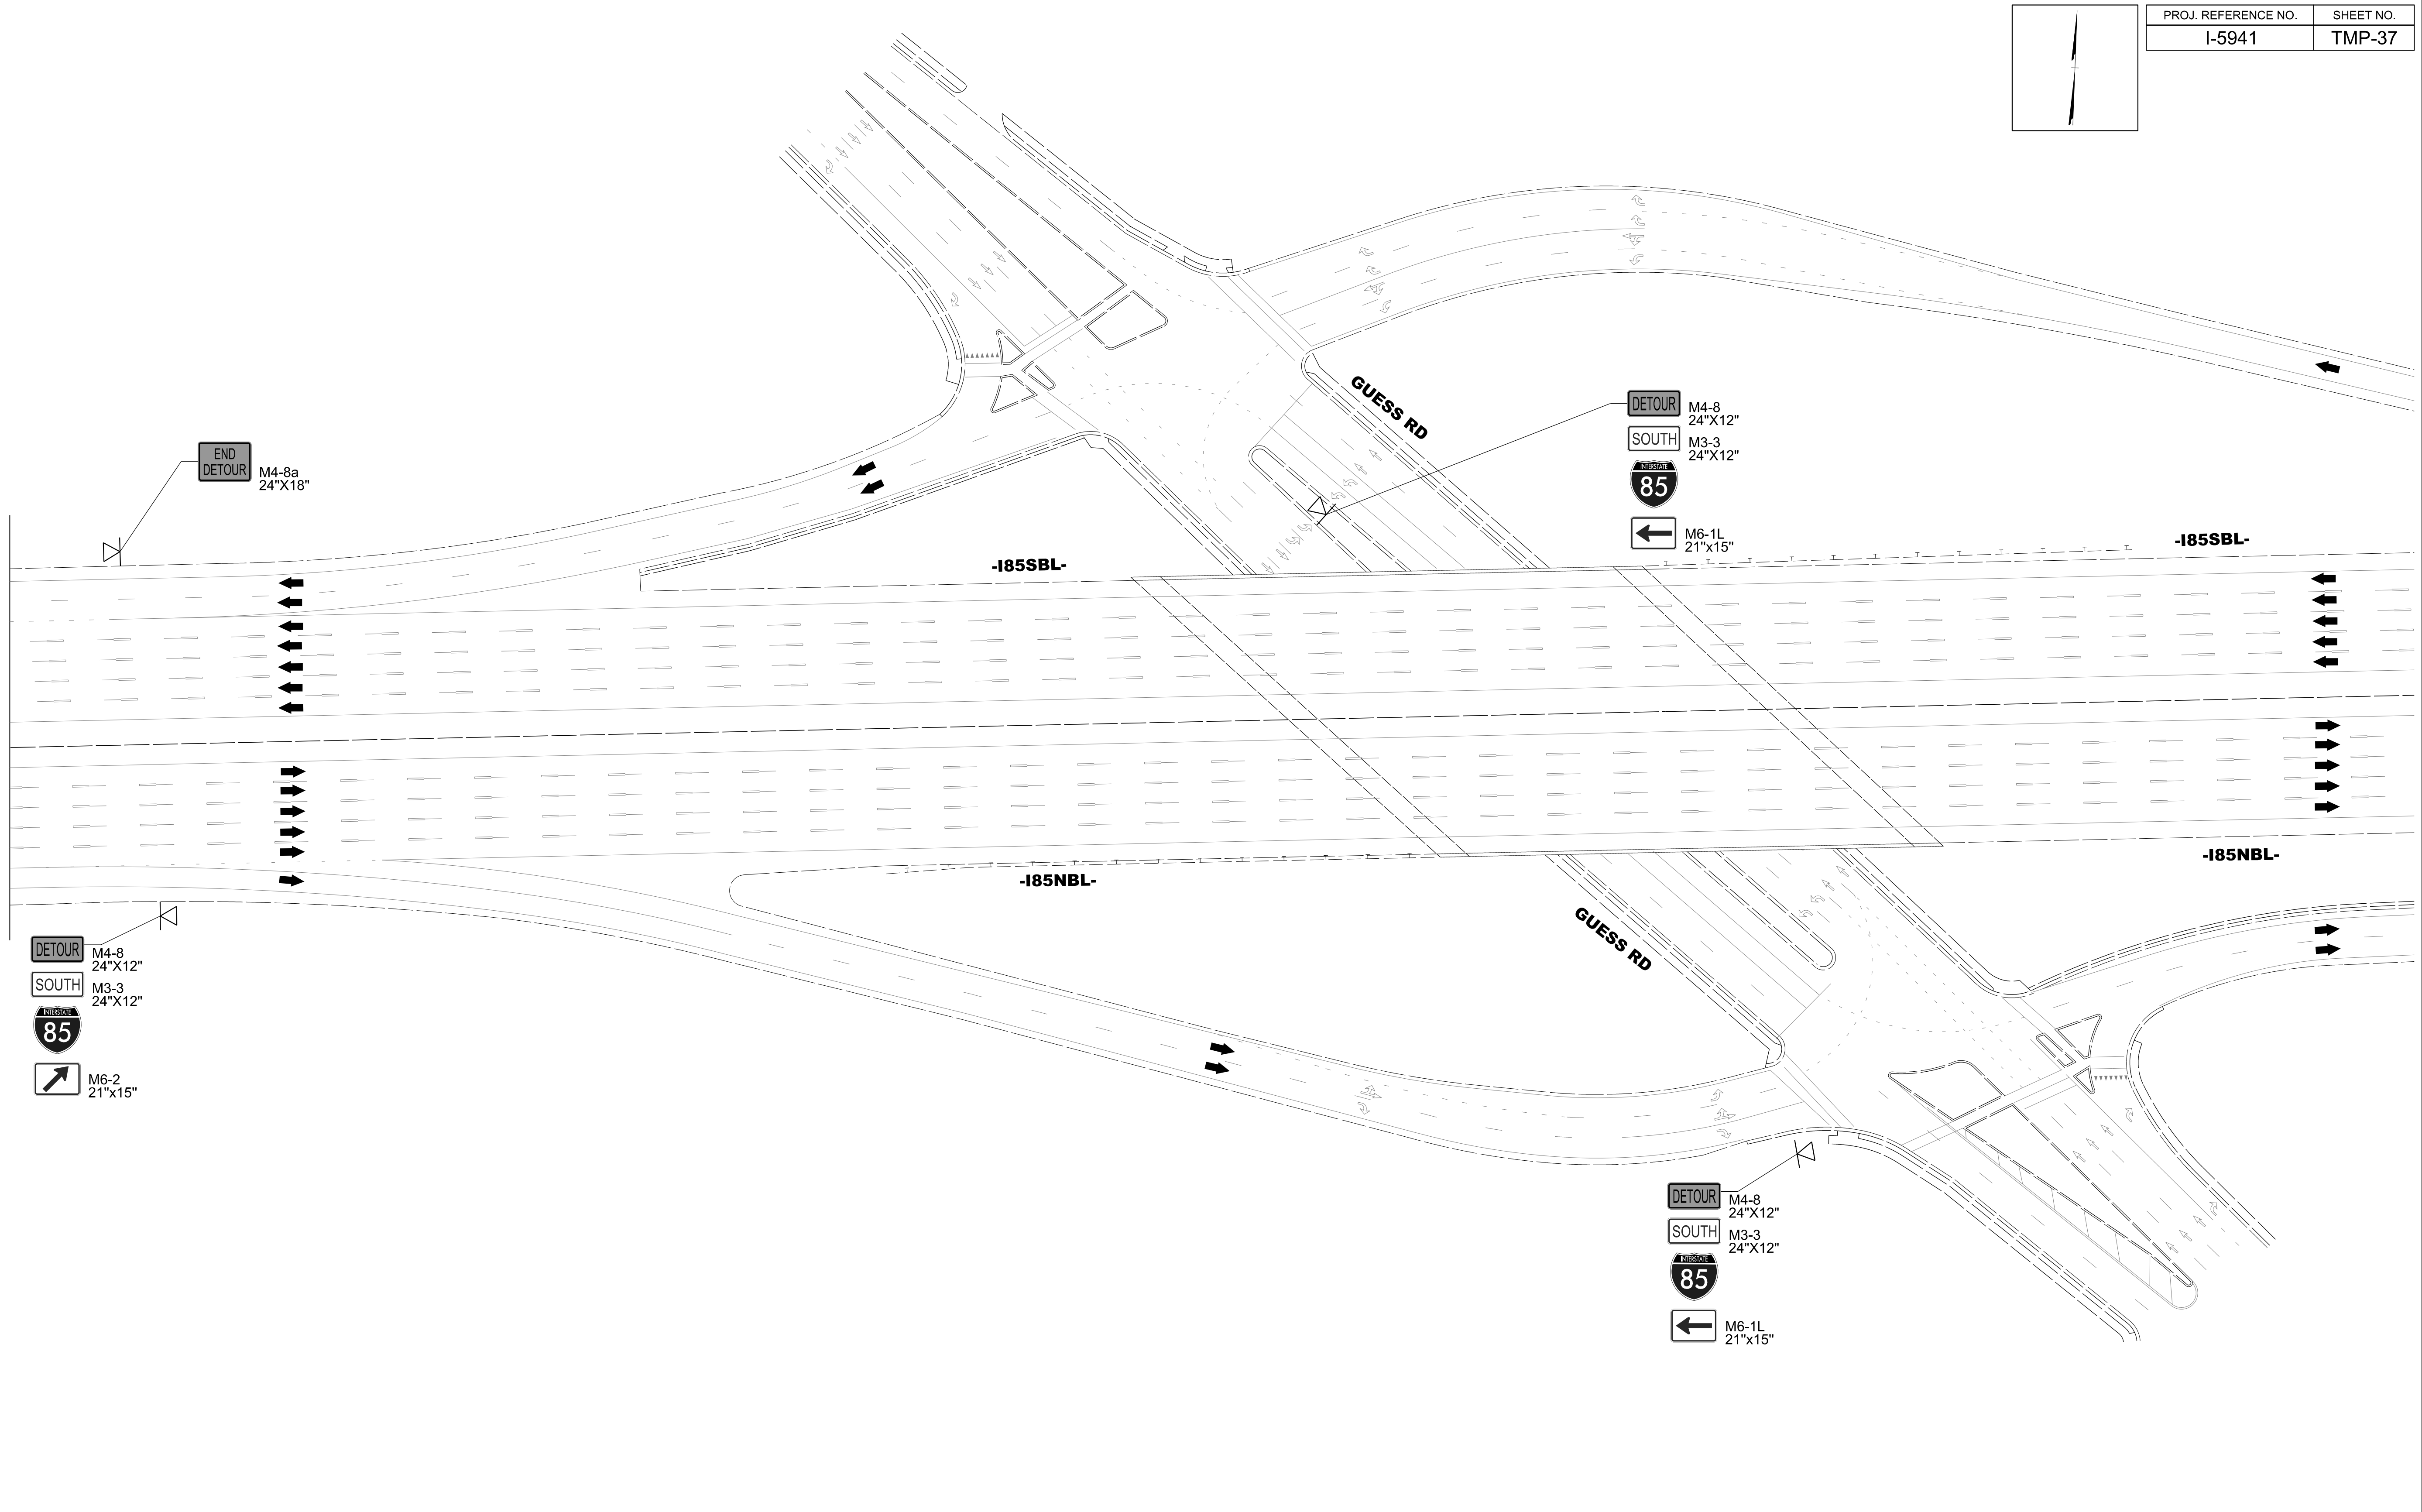 PROJ. REFERENCE NO.
SHEET NO.
I-5941
TMP-37
GUESS RD
DETOUR
M4-8
24"X12"
SOUTH
M3-3
24"X12"
INTERSTATE
85
M6-1L
21"x15"
END
DETOUR
M4-8a
24"X18"
-I85SBL-
-I85SBL-
-I85NBL-
-I85NBL-
GUESS RD
DETOUR
M4-8
24"X12"
SOUTH
M3-3
24"X12"
INTERSTATE
85
M6-2
21"x15"
DETOUR
M4-8
24"X12"
SOUTH
M3-3
24"X12"
INTERSTATE
85
M6-1L
21"x15"